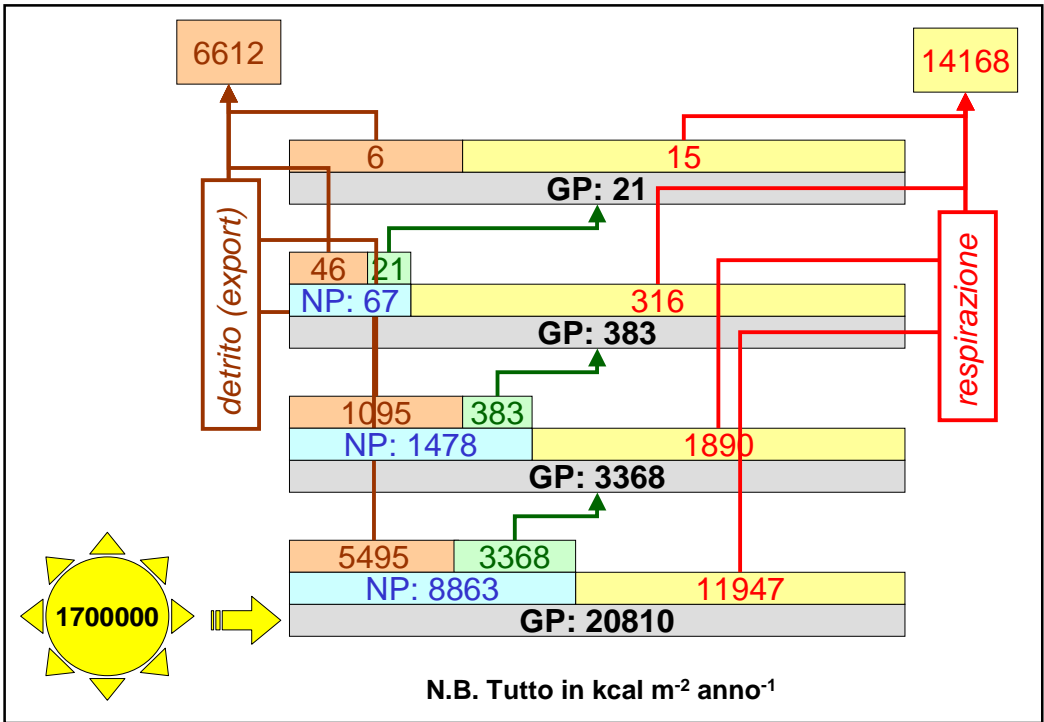 6612
14168
6 15
GP: 21
detrito (export)
respirazione
46 21
NP: 67 316
GP: 383
1095 383
NP: 1478 1890
GP: 3368
5495 3368
NP: 8863 11947
GP: 20810
1700000
N.B. Tutto in kcal m⁻² anno⁻¹